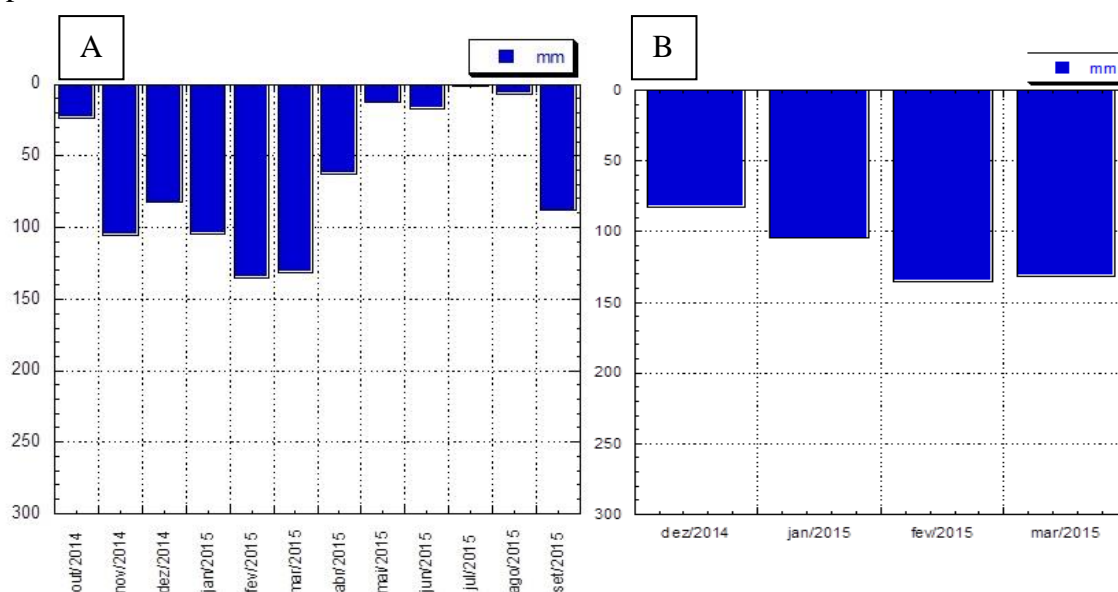 A
mm
0
50
100
150
200
250
300
out/2014
nov/2014
dez/2014
jan/2015
fev/2015
mar/2015
abr/2015
mai/2015
jun/2015
jul/2015
ago/2015
set/2015
B
mm
0
50
100
150
200
250
300
dez/2014
jan/2015
fev/2015
mar/2015